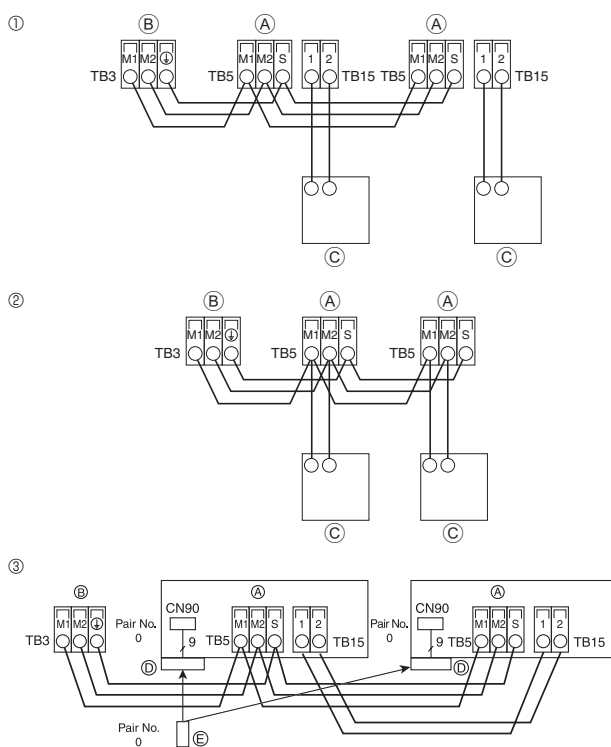 ①
Ⓑ Ⓐ Ⓐ
M1 M2 ⏚ M1 M2 S 1 2 M1 M2 S 1 2
TB3 TB5 TB15 TB5 TB15
Ⓒ Ⓒ
②
Ⓑ Ⓐ Ⓐ
M1 M2 ⏚ M1 M2 S M1 M2 S
TB3 TB5 TB5
Ⓒ Ⓒ
③
Ⓑ Ⓐ Ⓐ
CN90 CN90
M1 M2 ⏚ M1 M2 S 1 2 M1 M2 S 1 2
Pair No. Pair No.
0 0
TB3 9 TB5 TB15 9 TB5 TB15
Ⓓ Ⓓ
Pair No.
0
Ⓔ